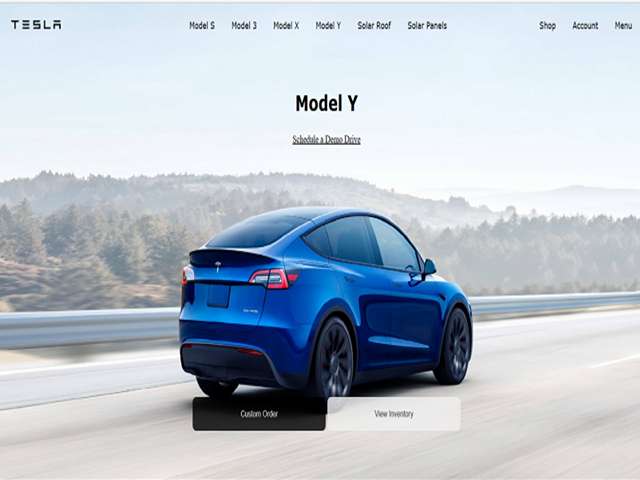 TESLA Model S Model 3 Model X Model Y Solar Roof Solar Panels Shop Account Menu
Model Y
Schedule a Demo Drive
Custom Order View Inventory